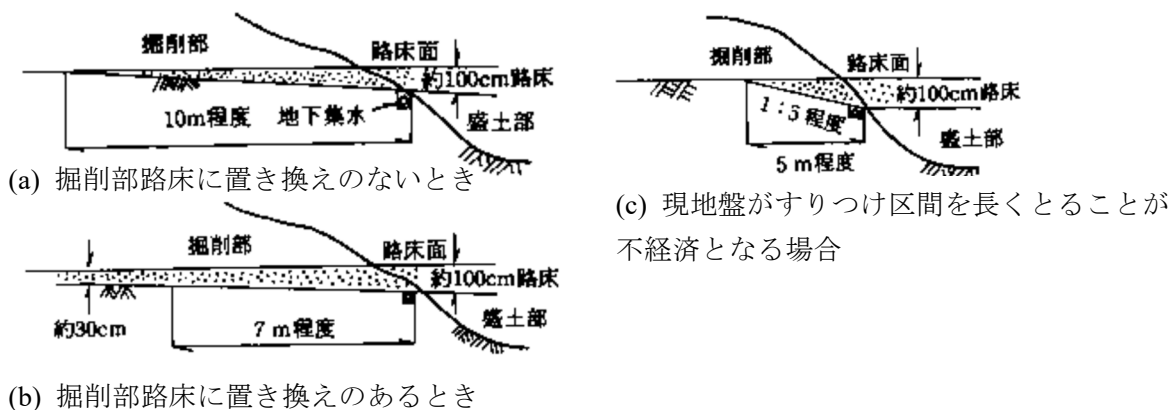 掘削部
路床面
約100cm路床
10m程度
地下集水
盛土部
(a) 掘削部路床に置き換えのないとき
掘削部
路床面
約100cm路床
約30cm
7m程度
盛土部
(b) 掘削部路床に置き換えのあるとき
掘削部
路床面
約100cm路床
1:5程度
盛土部
5m程度
(c) 現地盤がすりつけ区間を長くとることが
不経済となる場合